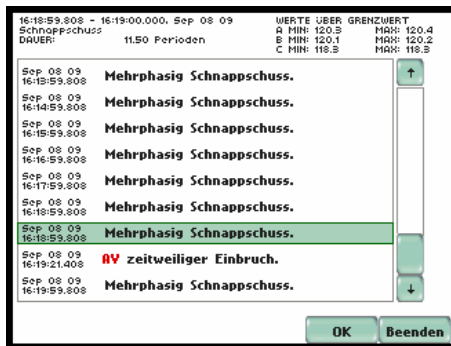 16:18:59.808 - 16:19:00.000, Sep 08 09
Schnappschuss
DAUER: 11.50 Perioden
WERTE ÜBER GRENZWERT
A MIN: 120.3 MAX: 120.4
B MIN: 120.1 MAX: 120.2
C MIN: 118.3 MAX: 118.3
Sep 08 09
16:13:59.808 Mehrphasig Schnappschuss.
Sep 08 09
16:14:59.808 Mehrphasig Schnappschuss.
Sep 08 09
16:15:59.808 Mehrphasig Schnappschuss.
Sep 08 09
16:16:59.808 Mehrphasig Schnappschuss.
Sep 08 09
16:17:59.808 Mehrphasig Schnappschuss.
Sep 08 09
16:18:59.808 Mehrphasig Schnappschuss.
Sep 08 09
16:18:59.808 Mehrphasig Schnappschuss.
Sep 08 09
16:19:21.408 AV zeitweiliger Einbruch.
Sep 08 09
16:19:59.808 Mehrphasig Schnappschuss.
OK Beenden